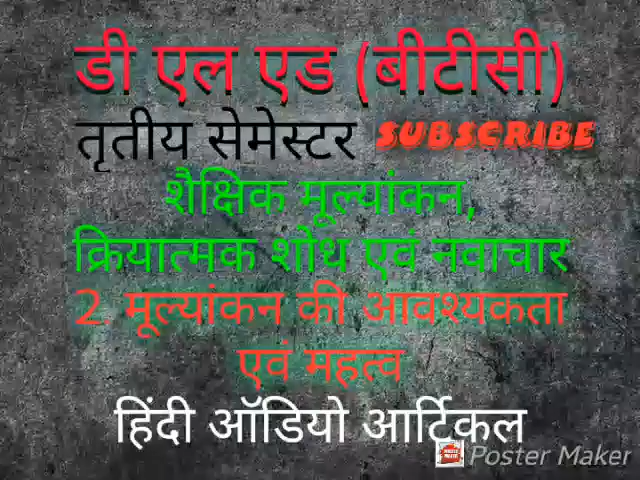 डी एल एड (बीटीसी)
तृतीय सेमेस्टर SUBSCRIBE
शैक्षिक मूल्यांकन,
क्रियात्मक शोध एवं नवाचार
2. मूल्यांकन की आवश्यकता
एवं महत्व
हिंदी ऑडियो आर्टिकल
Poster Maker